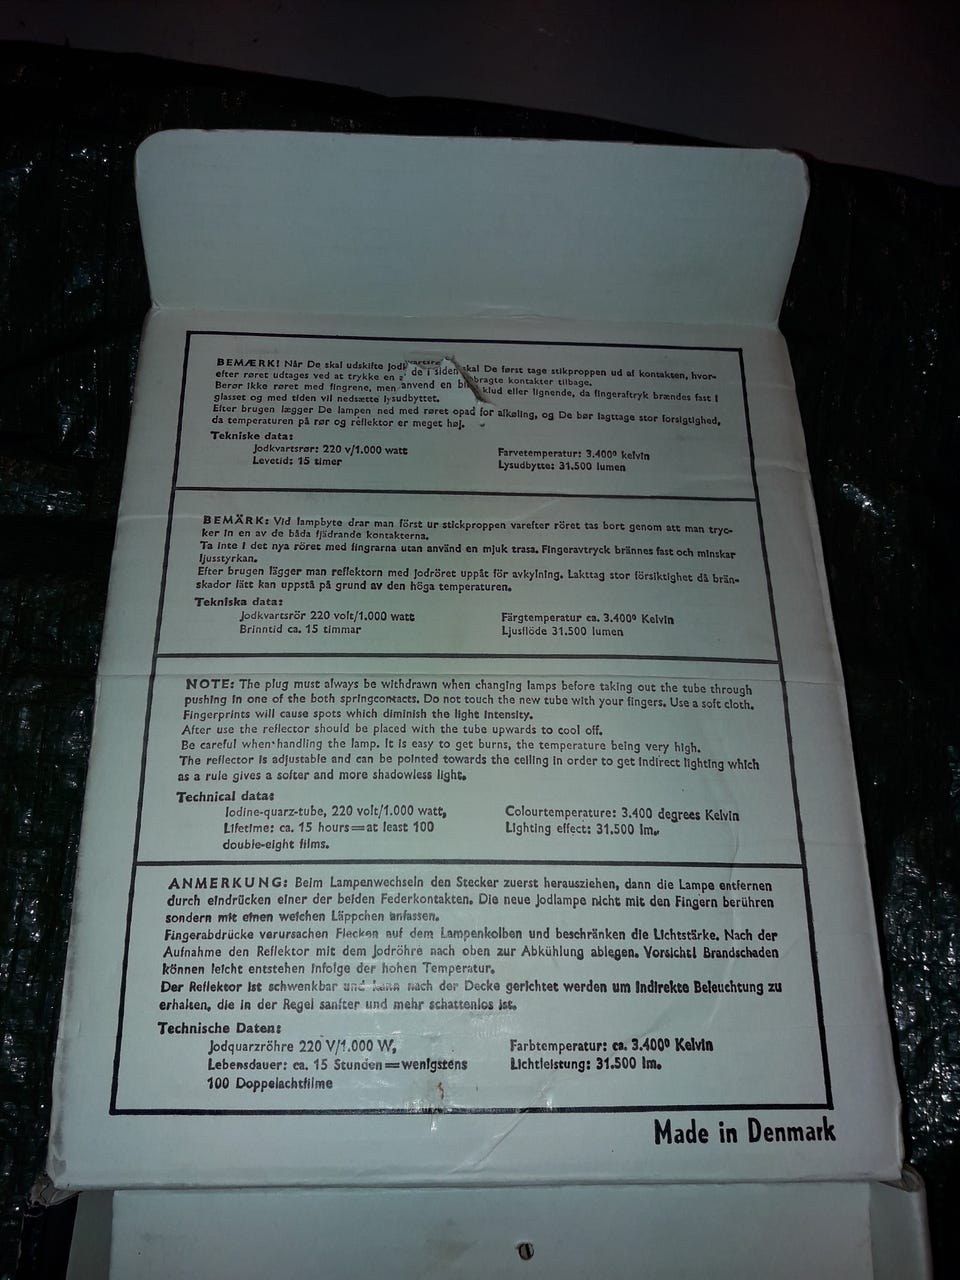 BEMÆRK! Når De skal udskifte Jodkvartsrø skal De først tage stikproppen ud af kontakten, hvor-
efter røret udtages ved at trykke en a de i siden bragte kontakter tilbage.
Berør ikke røret med fingrene, men anvend en bl klud eller lignende, da fingeraftryk brændes fast i
glasset og med tiden vil nedsætte lysudbyttet.
Efter brugen lægger De lampen ned med røret opad for afkøling, og De bør iagttage stor forsigtighed,
da temperaturen på rør og reflektor er meget høj.
Tekniske data:
Jodkvartsrør: 220 v/1.000 watt
Farvetemperatur: 3.400° kelvin
Levetid: 15 timer
Lysudbytte: 31.500 lumen
BEMÄRK: Vid lampbyte drar man först ur stickproppen varefter röret tas bort genom att man tryc-
ker in en av de båda fjädrande kontakterna.
Ta inte i det nya röret med fingrarna utan använd en mjuk trasa. Fingeravtryck brännes fast och minskar
ljusstyrkan.
Efter brugen lägger man reflektorn med jodröret uppåt för avkylning. Lakttag stor försiktighet då brän-
skador lätt kan uppstå på grund av den höga temperaturen.
Tekniska data:
Jodkvartsrör 220 volt/1.000 watt
Färgtemperatur ca. 3.400° Kelvin
Brinntid ca. 15 timmar
Ljusflöde 31.500 lumen
NOTE: The plug must always be withdrawn when changing lamps before taking out the tube through
pushing in one of the both springcontacts. Do not touch the new tube with your fingers. Use a soft cloth.
Fingerprints will cause spots which diminish the light intensity.
After use the reflector should be placed with the tube upwards to cool off.
Be careful when handling the lamp. It is easy to get burns, the temperature being very high.
The reflector is adjustable and can be pointed towards the ceiling in order to get indirect lighting which
as a rule gives a softer and more shadowless light.
Technical data:
Iodine-quarz-tube, 220 volt/1.000 watt,
Colourtemperature: 3.400 degrees Kelvin
Lifetime: ca. 15 hours=at least 100
Lighting effect: 31.500 lm.,
double-eight films.
ANMERKUNG: Beim Lampenwechseln den Stecker zuerst herausziehen, dann die Lampe entfernen
durch eindrücken einer der beiden Federkontakten. Die neue Jodlampe nicht mit den Fingern berühren
sondern mit einen weichen Läppchen anfassen.
Fingerabdrücke verursachen Flecken auf dem Lampenkolben und beschränken die Lichtstärke. Nach der
Aufnahme den Reflektor mit dem Jodröhre nach oben zur Abkühlung ablegen. Vorsicht! Brandschaden
können leicht entstehen infolge der hohen Temperatur.
Der Reflektor ist schwenkbar und kann nach der Decke gerichtet werden um indirekte Beleuchtung zu
erhalten, die in der Regel sanfter und mehr schattenlos ist.
Technische Daten:
Jodquarzröhre 220 V/1.000 W,
Farbtemperatur: ca. 3.400° Kelvin
Lebensdauer: ca. 15 Stunden=wenigstens
Lichtleistung: 31.500 lm.
100 Doppelachtfilme
Made in Denmark